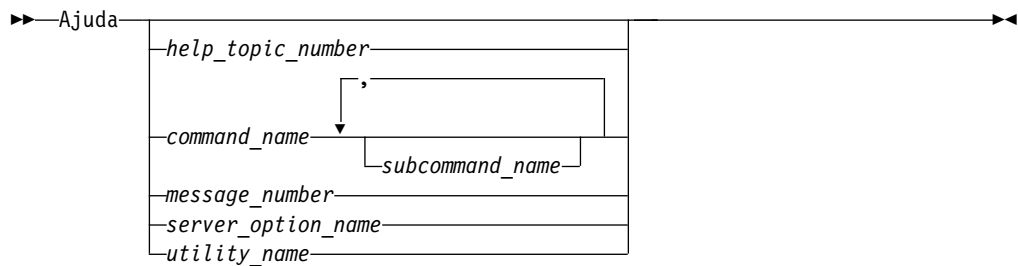 Ajuda
help_topic_number
,
command_name
subcommand_name
message_number
server_option_name
utility_name